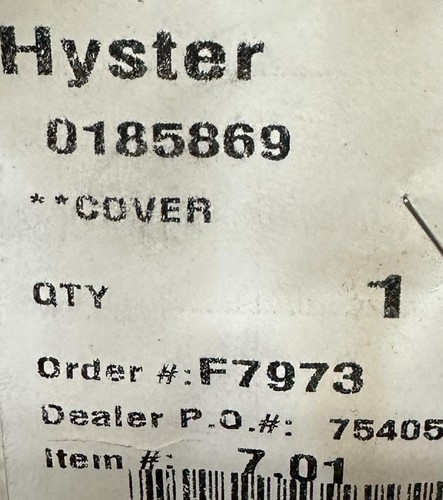 Hyster
0185869
**COVER
QTY 1
Order #:F7973
Dealer P.O.#: 75405
Item #: 7.01